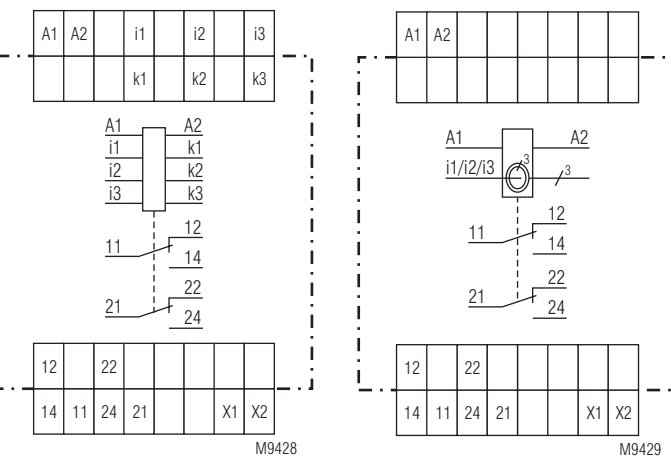 A1 A2 i1 i2 i3
k1 k2 k3
A1 A2
i1 k1
i2 k2
i3 k3
12
11
14
22
21
24
12 22
14 11 24 21 X1 X2
M9428
A1 A2
A1 A2
3
i1/i2/i3 3
12
11
14
22
21
24
12 22
14 11 24 21 X1 X2
M9429